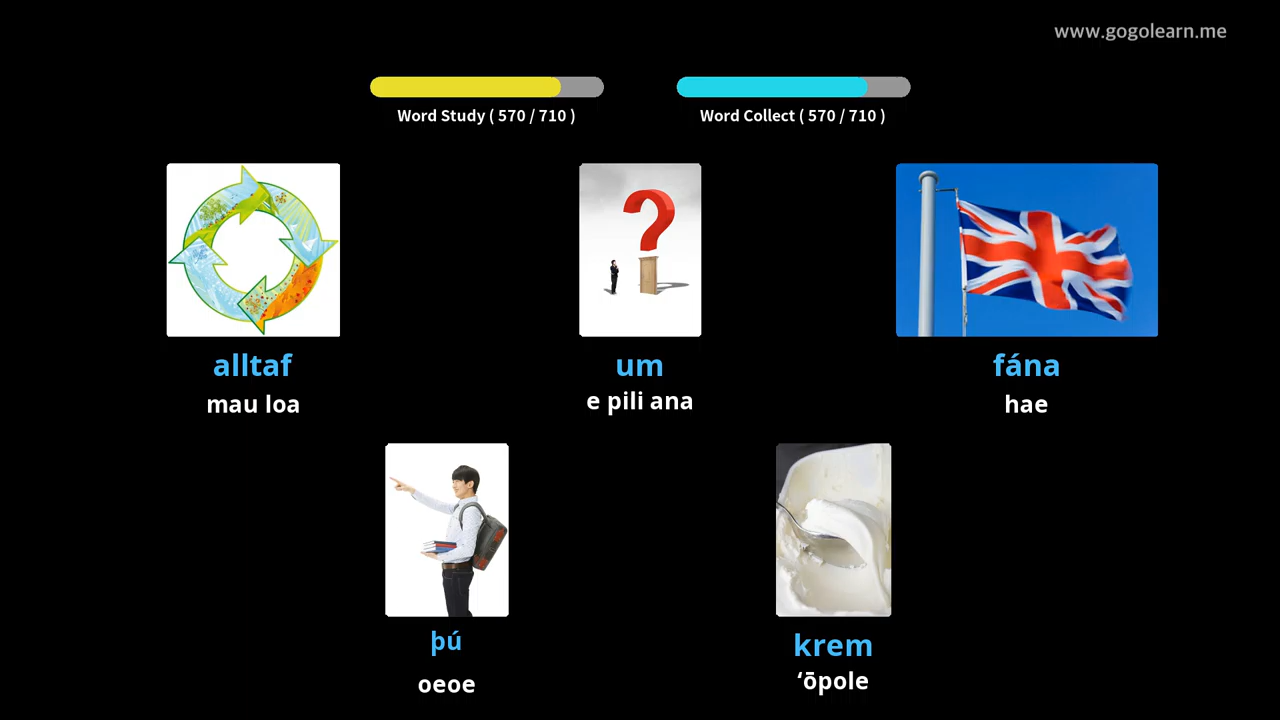 www.gogolearn.me
Word Study ( 570 / 710 )
Word Collect ( 570 / 710 )
alltaf
mau loa
um
e pili ana
fána
hae
þú
oeoe
krem
ʻōpole